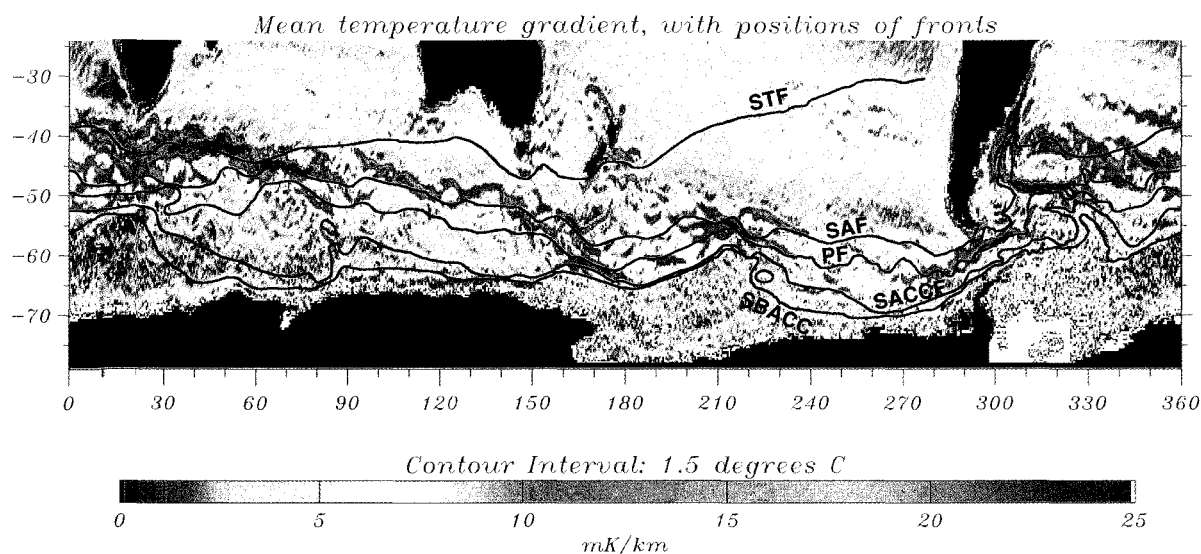 Mean temperature gradient, with positions of fronts
-30
-40
-50
-60
-70
STF
SAF
PF
SACCF
SBACC
0 30 60 90 120 150 180 210 240 270 300 330 360
Contour Interval: 1.5 degrees C
0 5 10 15 20 25
mK/km